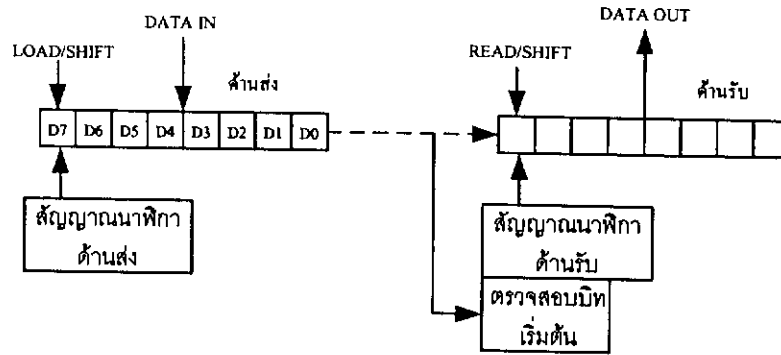 DATA IN
DATA OUT
LOAD/SHIFT
READ/SHIFT
ด้านส่ง
ด้านรับ
D7 D6 D5 D4 D3 D2 D1 D0
สัญญาณนาฬิกา
ด้านส่ง
สัญญาณนาฬิกา
ด้านรับ
ตรวจสอบบิท
เริ่มต้น